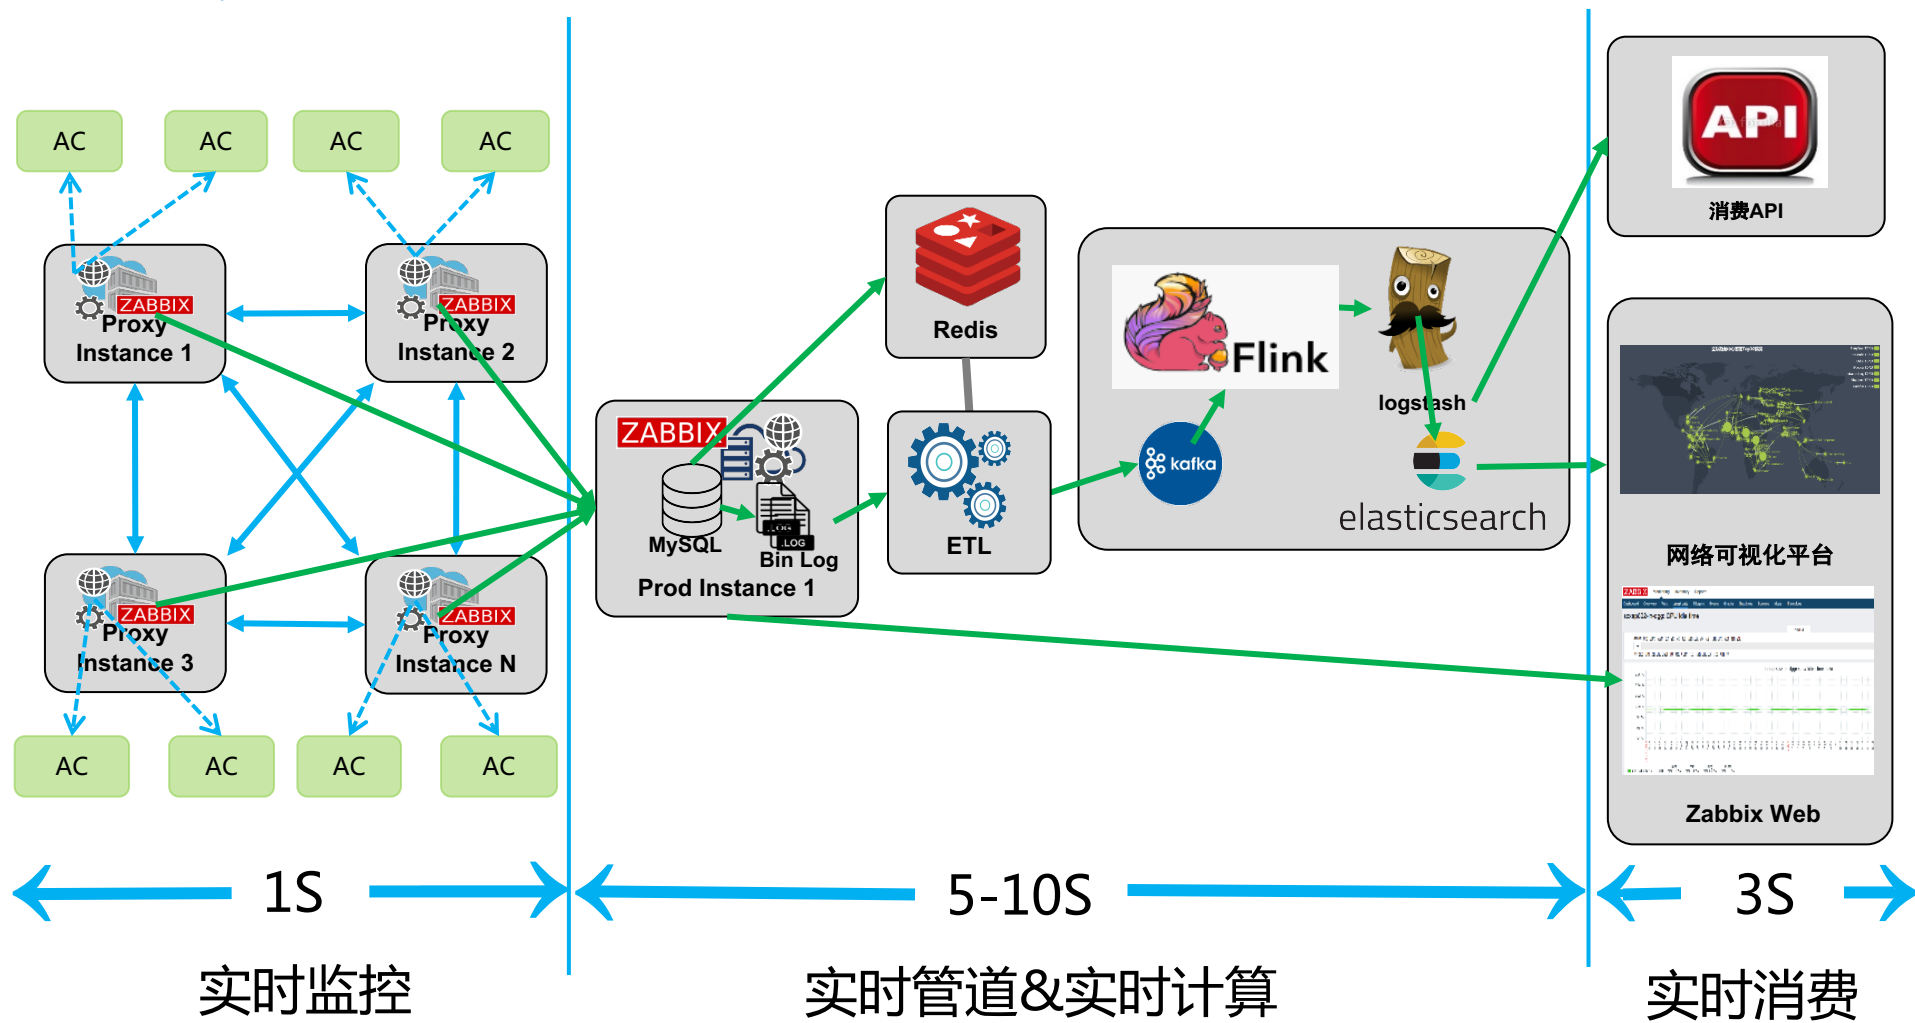 AC
AC
AC
AC
ZABBIX
Proxy
Instance 1
ZABBIX
Proxy
Instance 2
ZABBIX
Proxy
Instance 3
ZABBIX
Proxy
Instance N
AC
AC
AC
AC
Redis
ZABBIX
MySQL
.LOG
.LOG
Bin Log
Prod Instance 1
ETL
Flink
kafka
logstash
elasticsearch
API
消费API
网络可视化平台
ZABBIX
Zabbix Web
1S
5-10S
3S
实时监控
实时管道&实时计算
实时消费